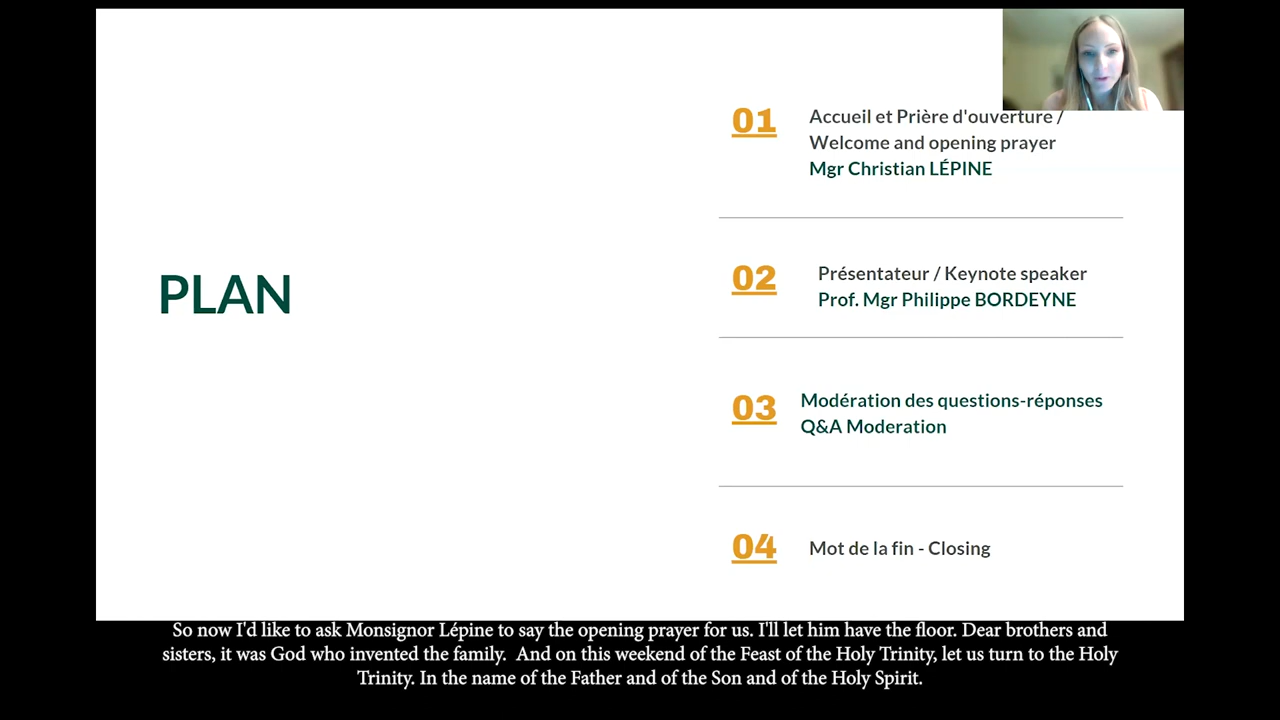 PLAN
01
Accueil et Prière d'ouverture /
Welcome and opening prayer
Mgr Christian LÉPINE
02
Présentateur / Keynote speaker
Prof. Mgr Philippe BORDEYNE
03
Modération des questions-réponses
Q&A Moderation
04
Mot de la fin - Closing
So now I'd like to ask Monsignor Lépine to say the opening prayer for us. I'll let him have the floor. Dear brothers and
sisters, it was God who invented the family.  And on this weekend of the Feast of the Holy Trinity, let us turn to the Holy
Trinity. In the name of the Father and of the Son and of the Holy Spirit.